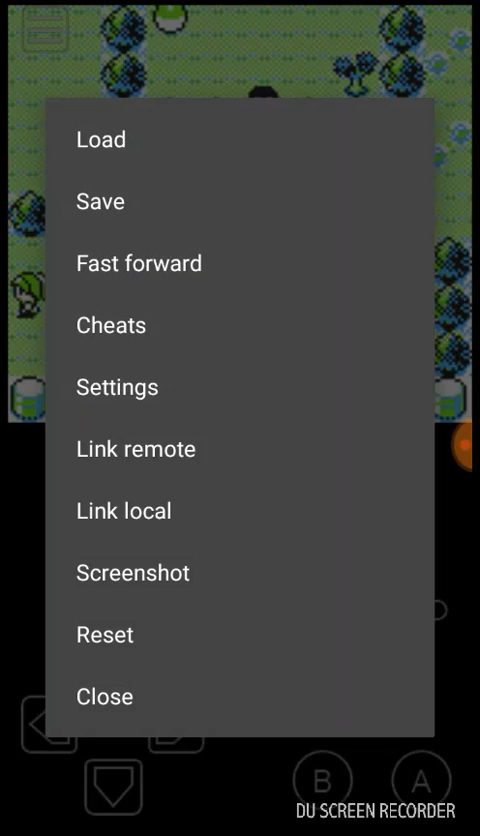 Load
Save
Fast forward
Cheats
Settings
Link remote
Link local
Screenshot
Reset
Close
B
A
DU SCREEN RECORDER